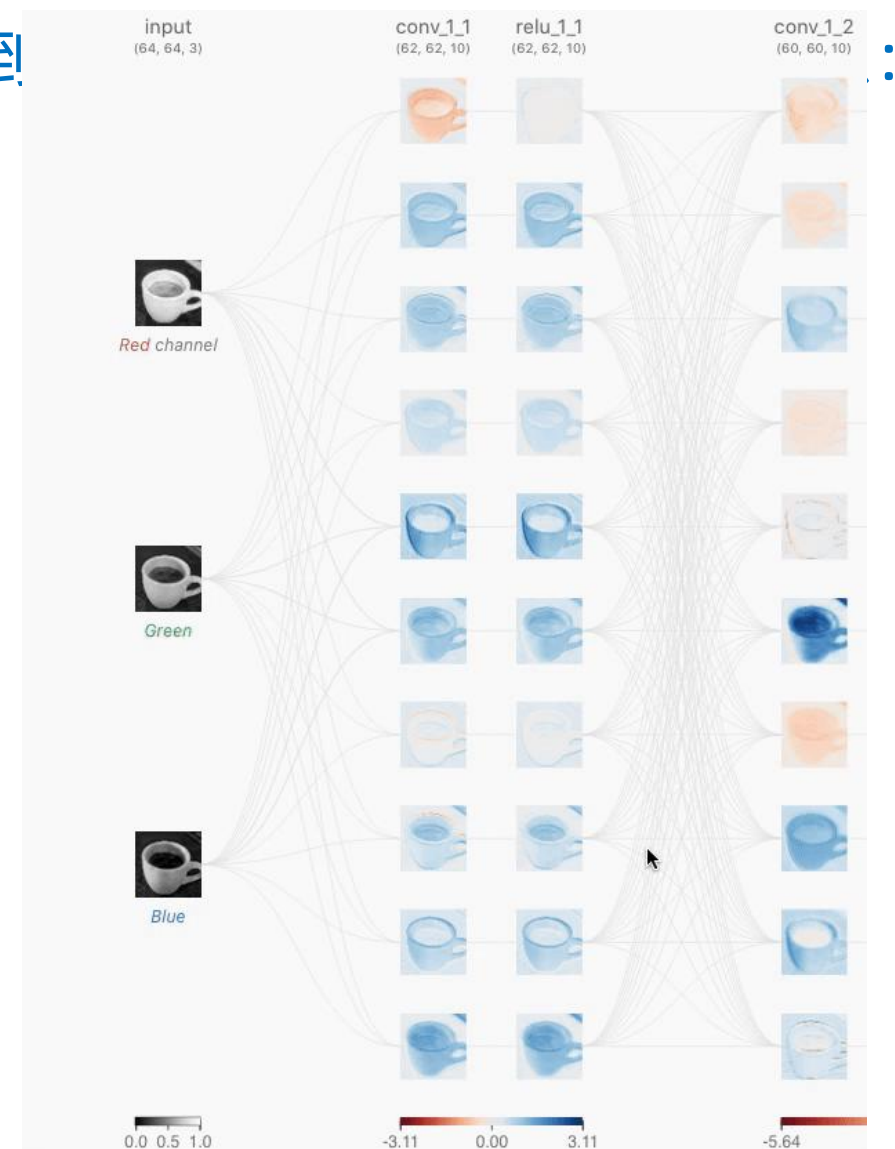 input conv_1_1 relu_1_1 conv_1_2
(64, 64, 3) (62, 62, 10) (62, 62, 10) (60, 60, 10)
到 :
Red channel
Green
Blue
0.0 0.5 1.0 -3.11 0.00 3.11 -5.64